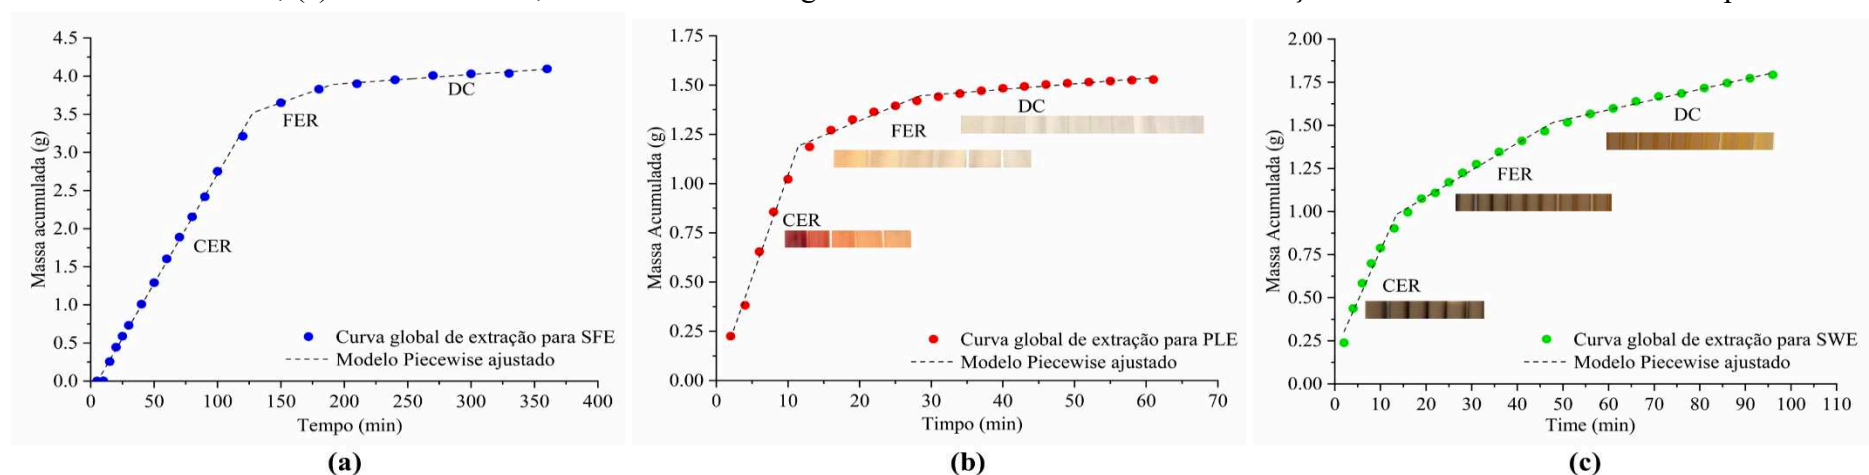 4.5
4.0
3.5
3.0
2.5
2.0
1.5
1.0
0.5
0.0
Massa acumulada (g)
CER
FER
DC
Curva global de extração para SFE
Modelo Piecewise ajustado
0 50 100 150 200 250 300 350 400
Tempo (min)
(a)
1.75
1.50
1.25
1.00
0.75
0.50
0.25
0.00
Massa Acumulada (g)
DC
FER
CER
Curva global de extração para PLE
Modelo Piecewise ajustado
0 10 20 30 40 50 60 70
Timpo (min)
(b)
2.00
1.75
1.50
1.25
1.00
0.75
0.50
0.25
0.00
Massa Acumulada (g)
DC
FER
CER
Curva global de extração para SWE
Modelo Piecewise ajustado
0 10 20 30 40 50 60 70 80 90 100 110
Time (min)
(c)